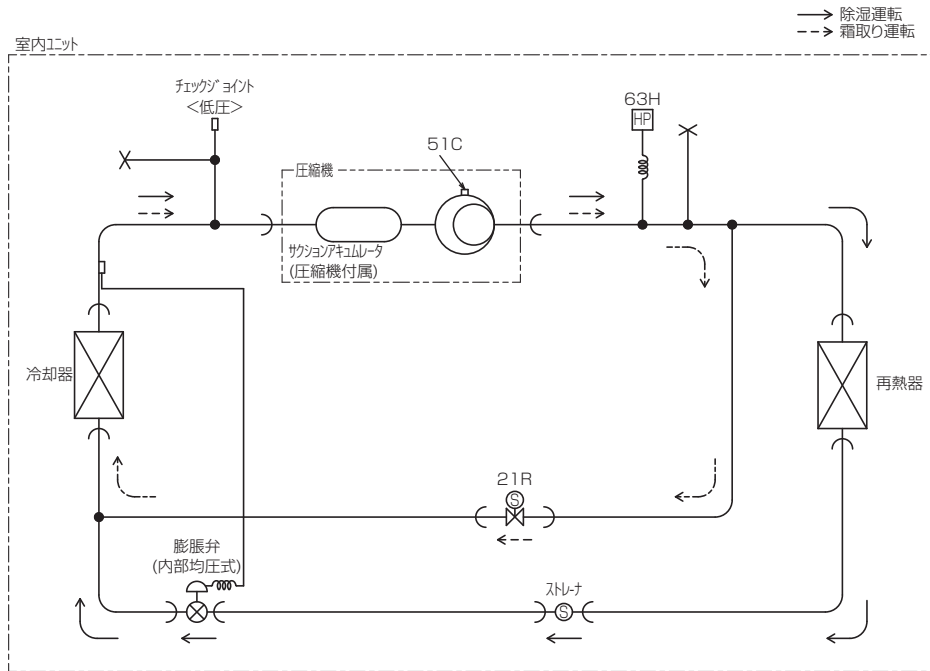 除湿運転
霜取り運転
室内ユニット
チェックジョイント
<低圧>
63H
HP
51C
圧縮機
サクションアキュムレータ
(圧縮機付属)
冷却器
再熱器
21R
S
膨脹弁
(内部均圧式)
ストレーナ
S